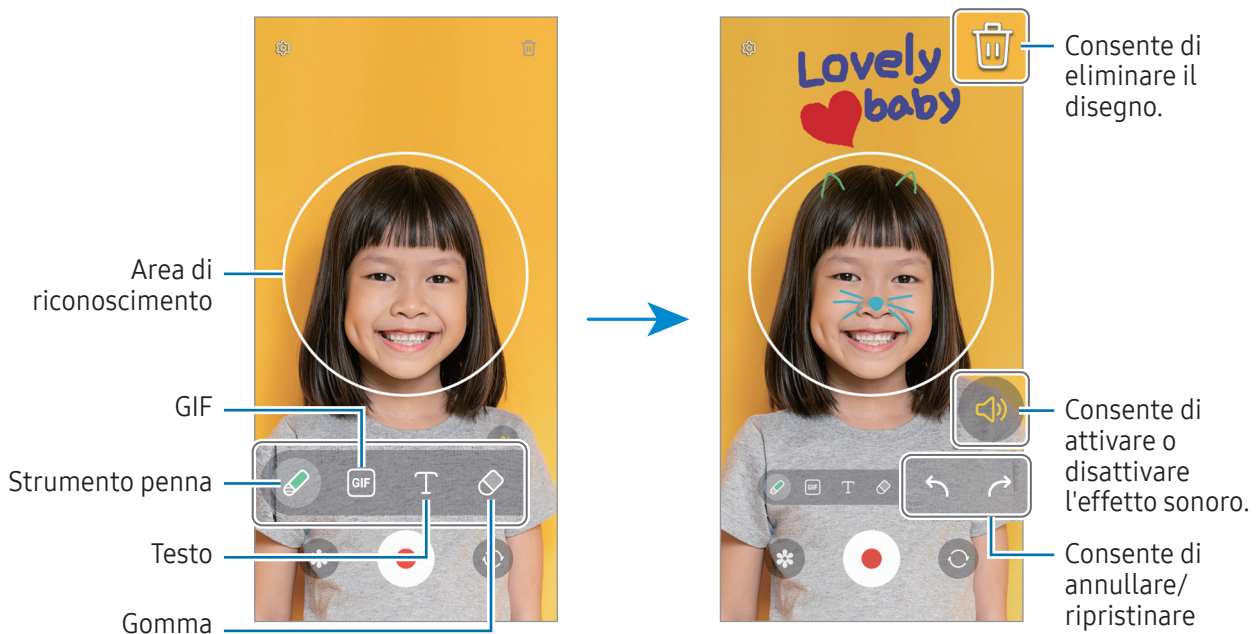 Lovely
baby
Consente di
eliminare il
disegno.
Area di
riconoscimento
GIF
Strumento penna
GIF
Testo
Gomma
GIF
Consente di
attivare o
disattivare
l'effetto sonoro.
Consente di
annullare/
ripristinare